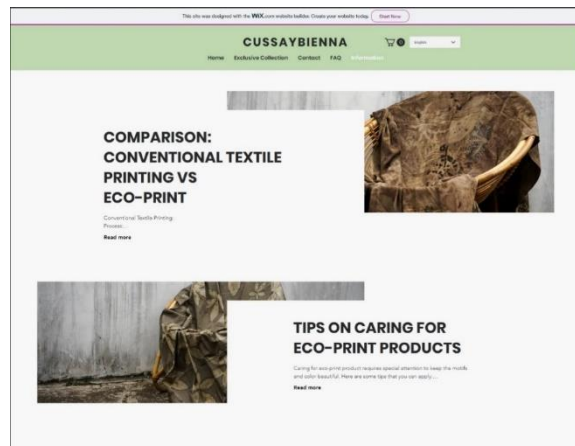 This site was designed with the WiX.com website builder. Create your website today. Start Now
CUSSAYBIENNA
0
English
Home Exclusive Collection Contact FAQ Information
COMPARISON:
CONVENTIONAL TEXTILE
PRINTING VS
ECO-PRINT
Conventional Textile Printing
Process...
Read more
TIPS ON CARING FOR
ECO-PRINT PRODUCTS
Caring for eco-print product requires special attention to keep the motifs
and color beautiful. Here are some tips that you can apply....
Read more